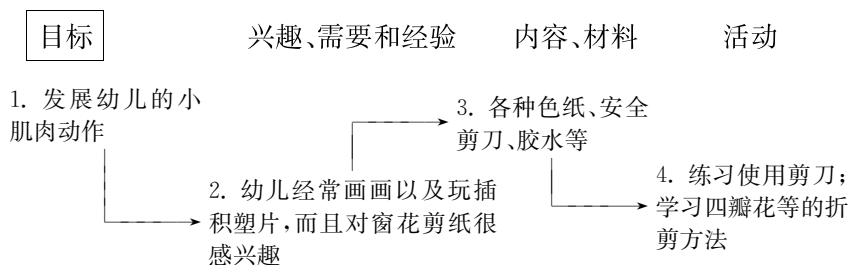 目标 兴趣、需要和经验 内容、材料 活动
1. 发展幼儿的小
肌肉动作
2. 幼儿经常画画以及玩插
积塑片,而且对窗花剪纸很
感兴趣
3. 各种色纸、安全
剪刀、胶水等
4. 练习使用剪刀;
学习四瓣花等的折
剪方法